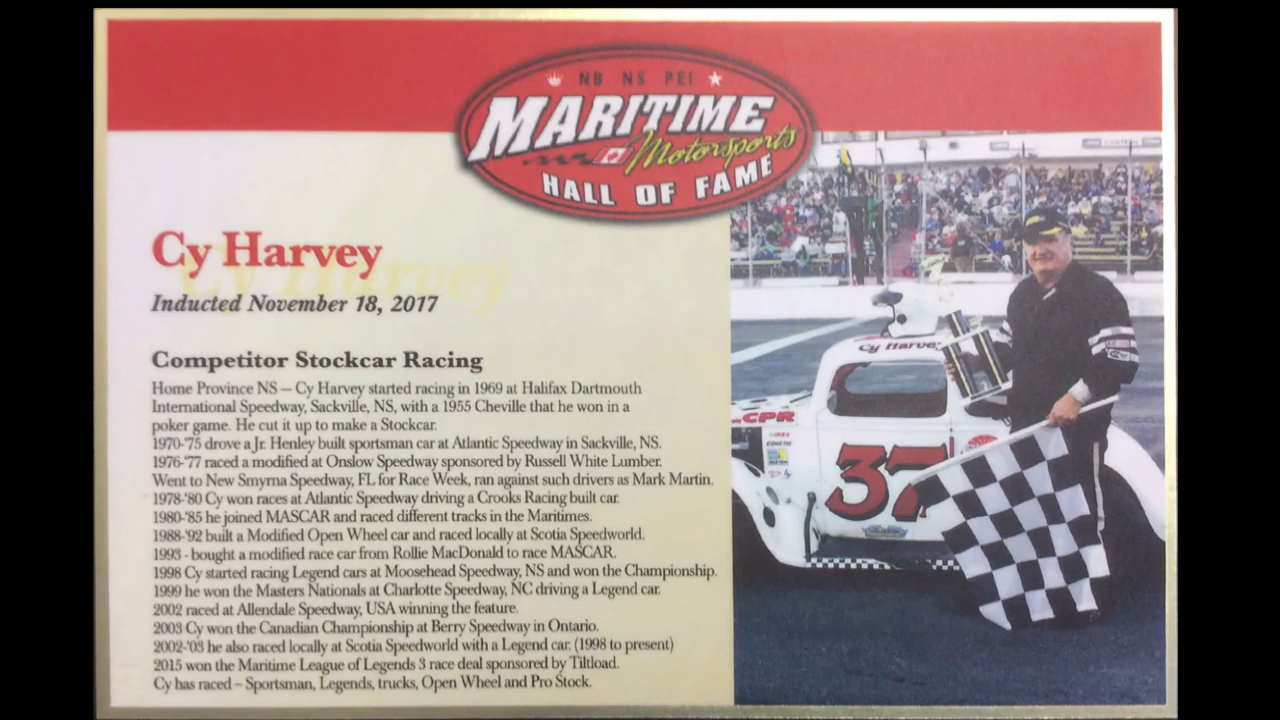 NB NS PEI
MARITIME
Motorsports
HALL OF FAME
Cy Harvey
Inducted November 18, 2017
Competitor Stockcar Racing
Home Province NS – Cy Harvey started racing in 1969 at Halifax Dartmouth
International Speedway, Sackville, NS, with a 1955 Cheville that he won in a
poker game. He cut it up to make a Stockcar.
1970-'75 drove a Jr. Henley built sportsman car at Atlantic Speedway in Sackville, NS.
1976-'77 raced a modified at Onslow Speedway sponsored by Russell White Lumber.
Went to New Smyrna Speedway, FL for Race Week, ran against such drivers as Mark Martin.
1978-'80 Cy won races at Atlantic Speedway driving a Crooks Racing built car.
1980-'85 he joined MASCAR and raced different tracks in the Maritimes.
1988-'92 built a Modified Open Wheel car and raced locally at Scotia Speedworld.
1993 - bought a modified race car from Rollie MacDonald to race MASCAR.
1998 Cy started racing Legend cars at Moosehead Speedway, NS and won the Championship.
1999 he won the Masters Nationals at Charlotte Speedway, NC driving a Legend car.
2002 raced at Allendale Speedway, USA winning the feature.
2003 Cy won the Canadian Championship at Berry Speedway in Ontario.
2002-'03 he also raced locally at Scotia Speedworld with a Legend car. (1998 to present)
2015 won the Maritime League of Legends 3 race deal sponsored by Tiltload.
Cy has raced – Sportsman, Legends, trucks, Open Wheel and Pro Stock.
Cy Harvey
CPR
37